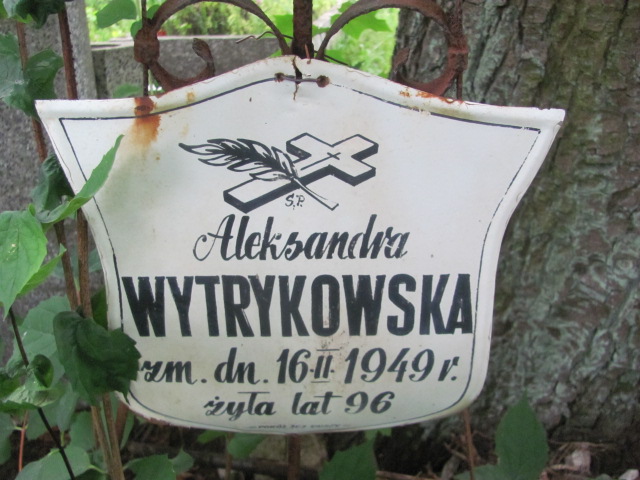 Ś.P.
Aleksandra
WYTRYKOWSKA
zm. dn. 16·II·1949 r.
żyła lat 96